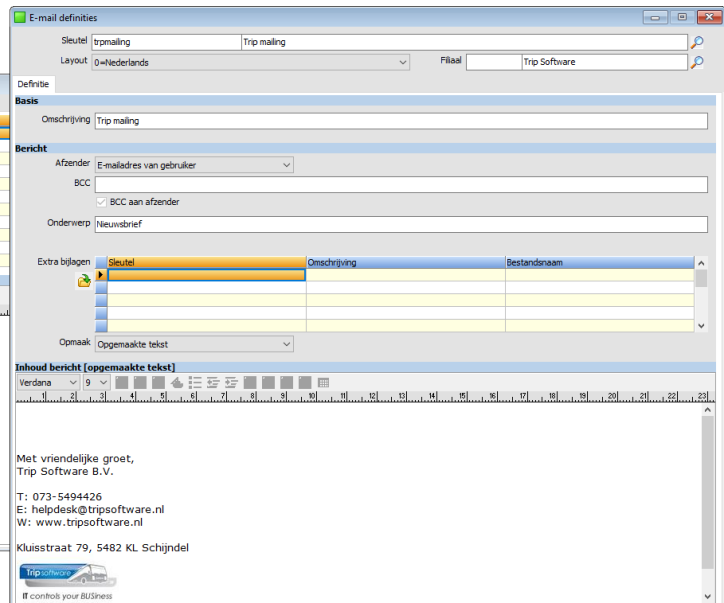 E-mail definities
Sleutel trpmailing Trip mailing
Layout 0=Nederlands Filiaal Trip Software
Definitie
Basis
Omschrijving Trip mailing
Bericht
Afzender E-mailadres van gebruiker
BCC
BCC aan afzender
Onderwerp Nieuwsbrief
Extra bijlagen Sleutel Omschrijving Bestandsnaam
Opmaak Opgemaakte tekst
Inhoud bericht [opgemaakte tekst]
Verdana 9
1 2 3 4 5 6 7 8 9 10 11 12 13 14 15 16 17 18 19 20 21 22 23
Met vriendelijke groet,
Trip Software B.V.
T: 073-5494426
E: helpdesk@tripsoftware.nl
W: www.tripsoftware.nl
Kluisstraat 79, 5482 KL Schijndel
Tripsoftware
IT controls your BUSiness